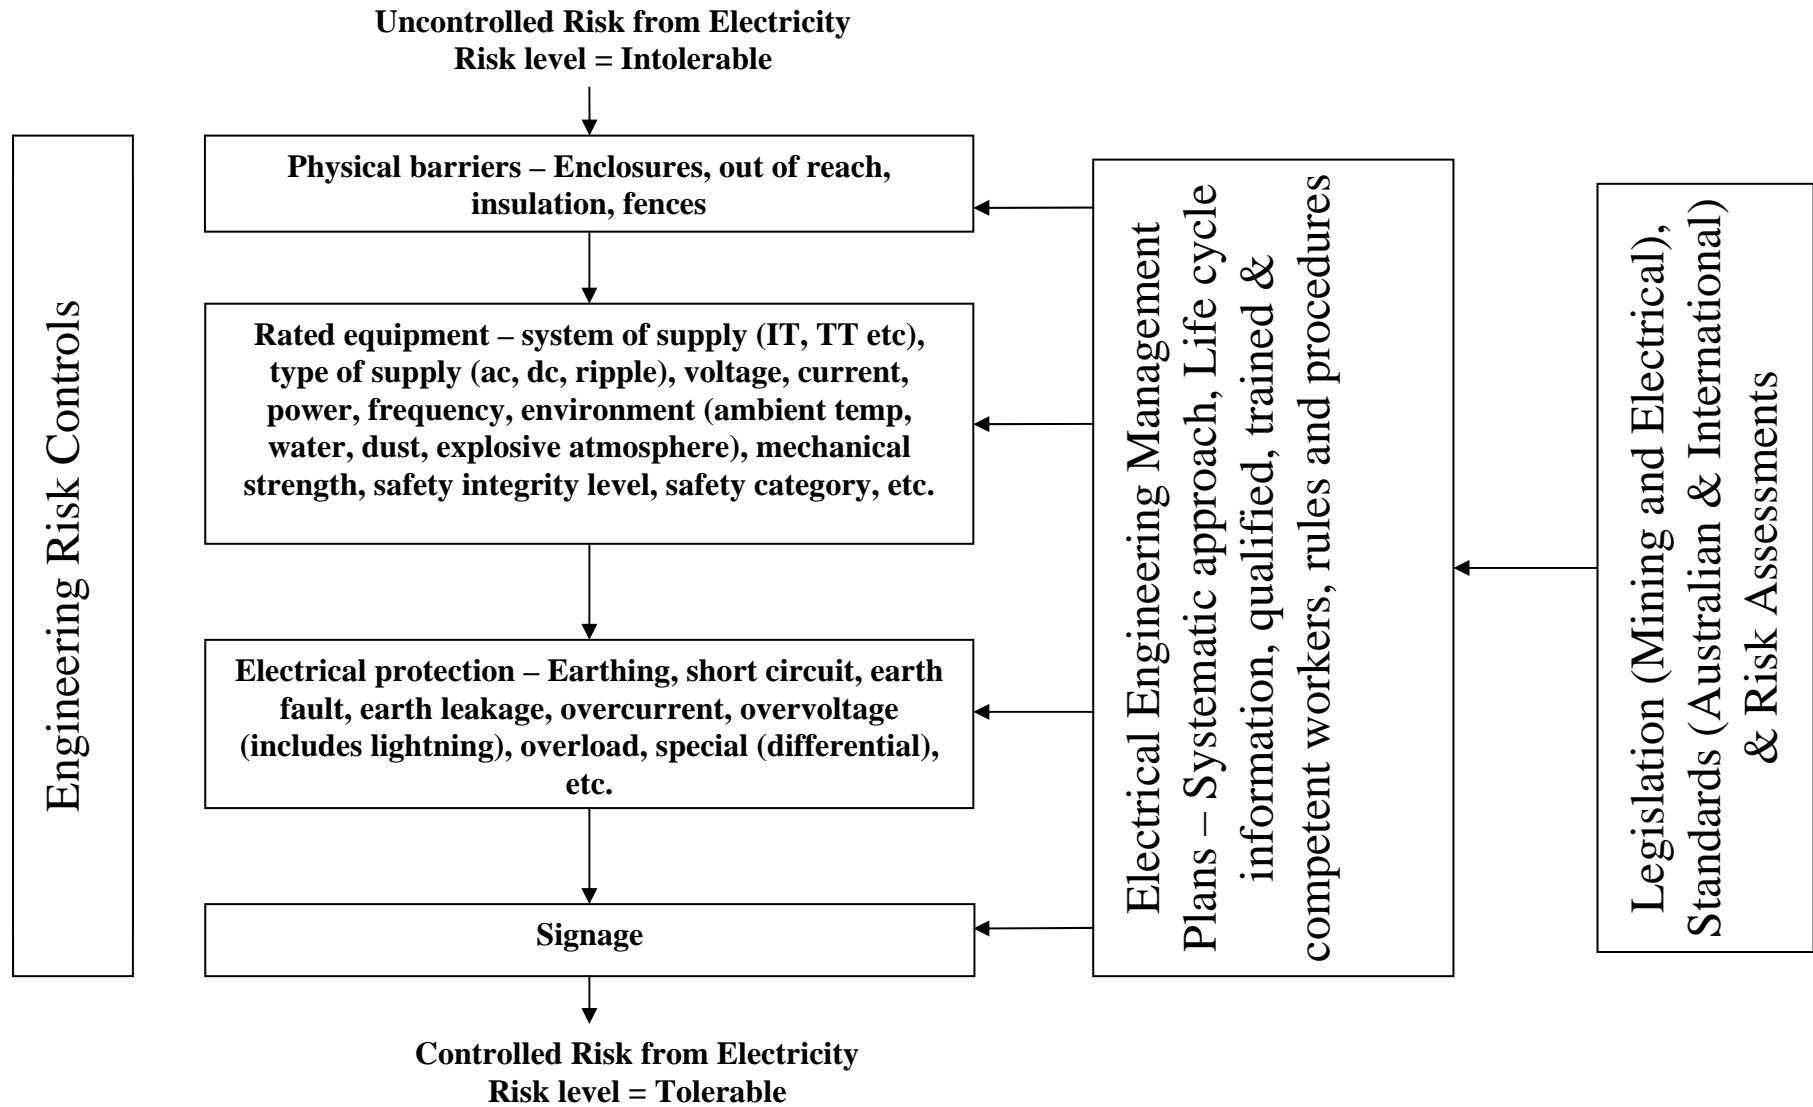 Uncontrolled Risk from Electricity
Risk level = Intolerable
Engineering Risk Controls
Physical barriers – Enclosures, out of reach,
insulation, fences
Rated equipment – system of supply (IT, TT etc),
type of supply (ac, dc, ripple), voltage, current,
power, frequency, environment (ambient temp,
water, dust, explosive atmosphere), mechanical
strength, safety integrity level, safety category, etc.
Electrical protection – Earthing, short circuit, earth
fault, earth leakage, overcurrent, overvoltage
(includes lightning), overload, special (differential),
etc.
Signage
Controlled Risk from Electricity
Risk level = Tolerable
Electrical Engineering Management
Plans – Systematic approach, Life cycle
information, qualified, trained &
competent workers, rules and procedures
Legislation (Mining and Electrical),
Standards (Australian & International)
& Risk Assessments